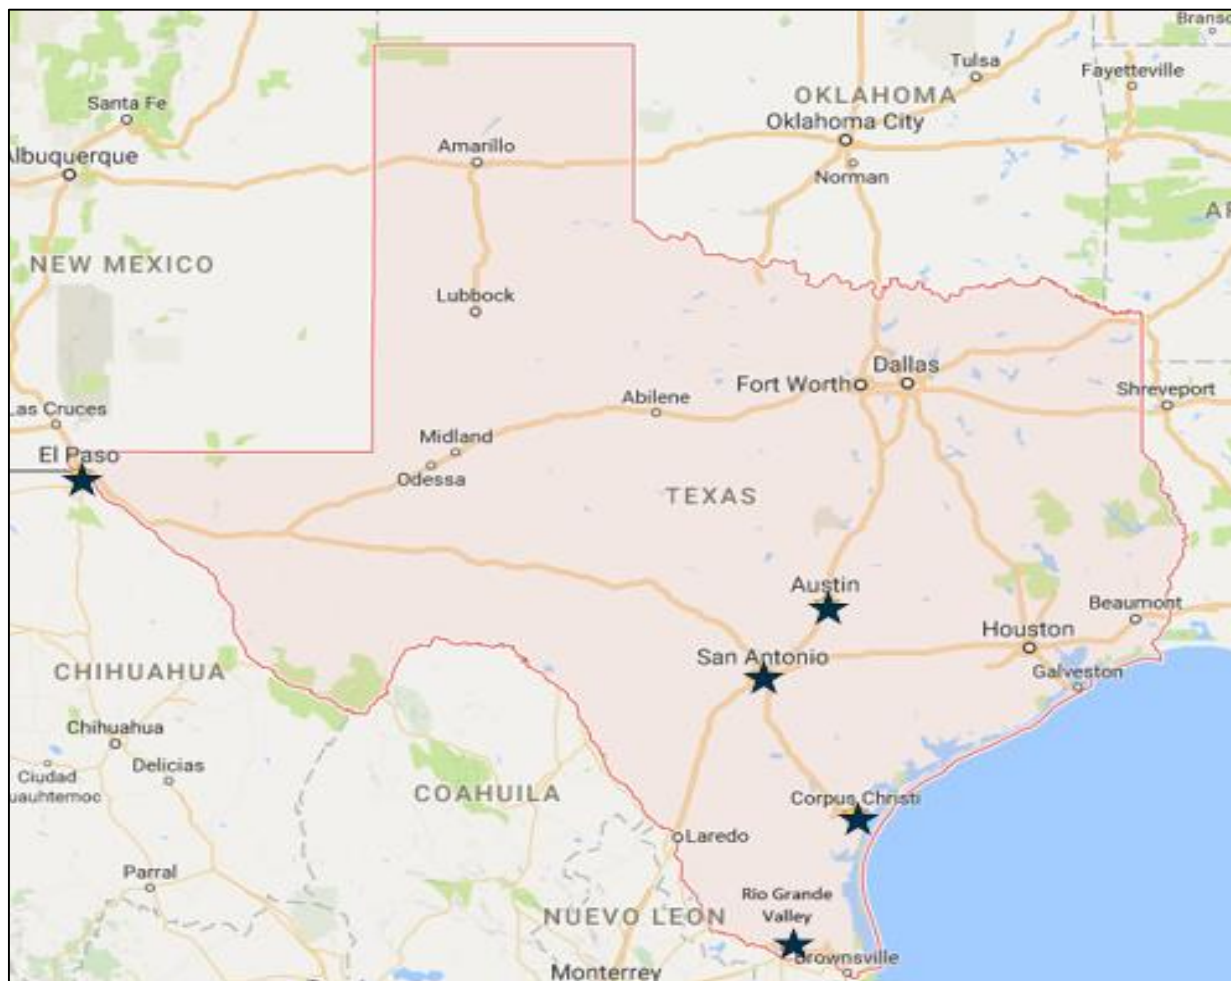 Branso
Tulsa
Fayetteville
Santa Fe
OKLAHOMA
Oklahoma City
Albuquerque
Amarillo
Norman
AR
NEW MEXICO
Lubbock
Dallas
Fort Worth
Shreveport
Abilene
Las Cruces
Midland
El Paso
Odessa
TEXAS
Austin
Beaumont
Houston
San Antonio
CHIHUAHUA
Galveston
Chihuahua
Delicias
Ciudad
uauhtemoc
COAHUILA
Corpus Christi
Laredo
Parral
Rio Grande
Valley
NUEVO LEON
Brownsville
Monterrey